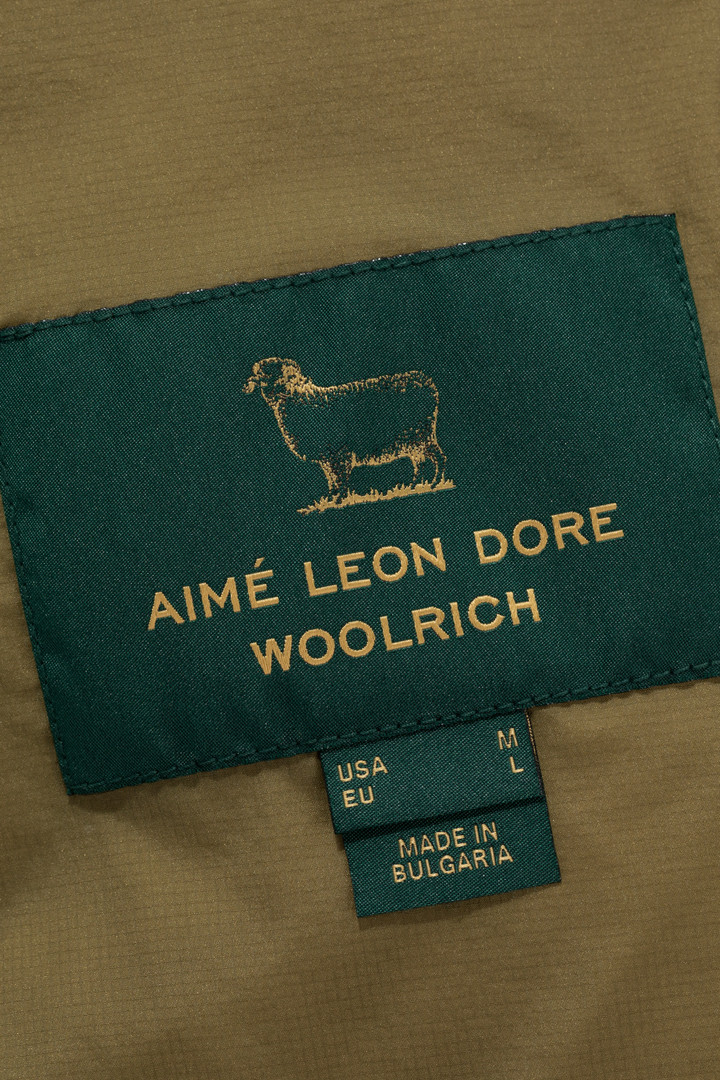 AIMÉ LEON DORE
WOOLRICH
USA M
EU L
MADE IN
BULGARIA